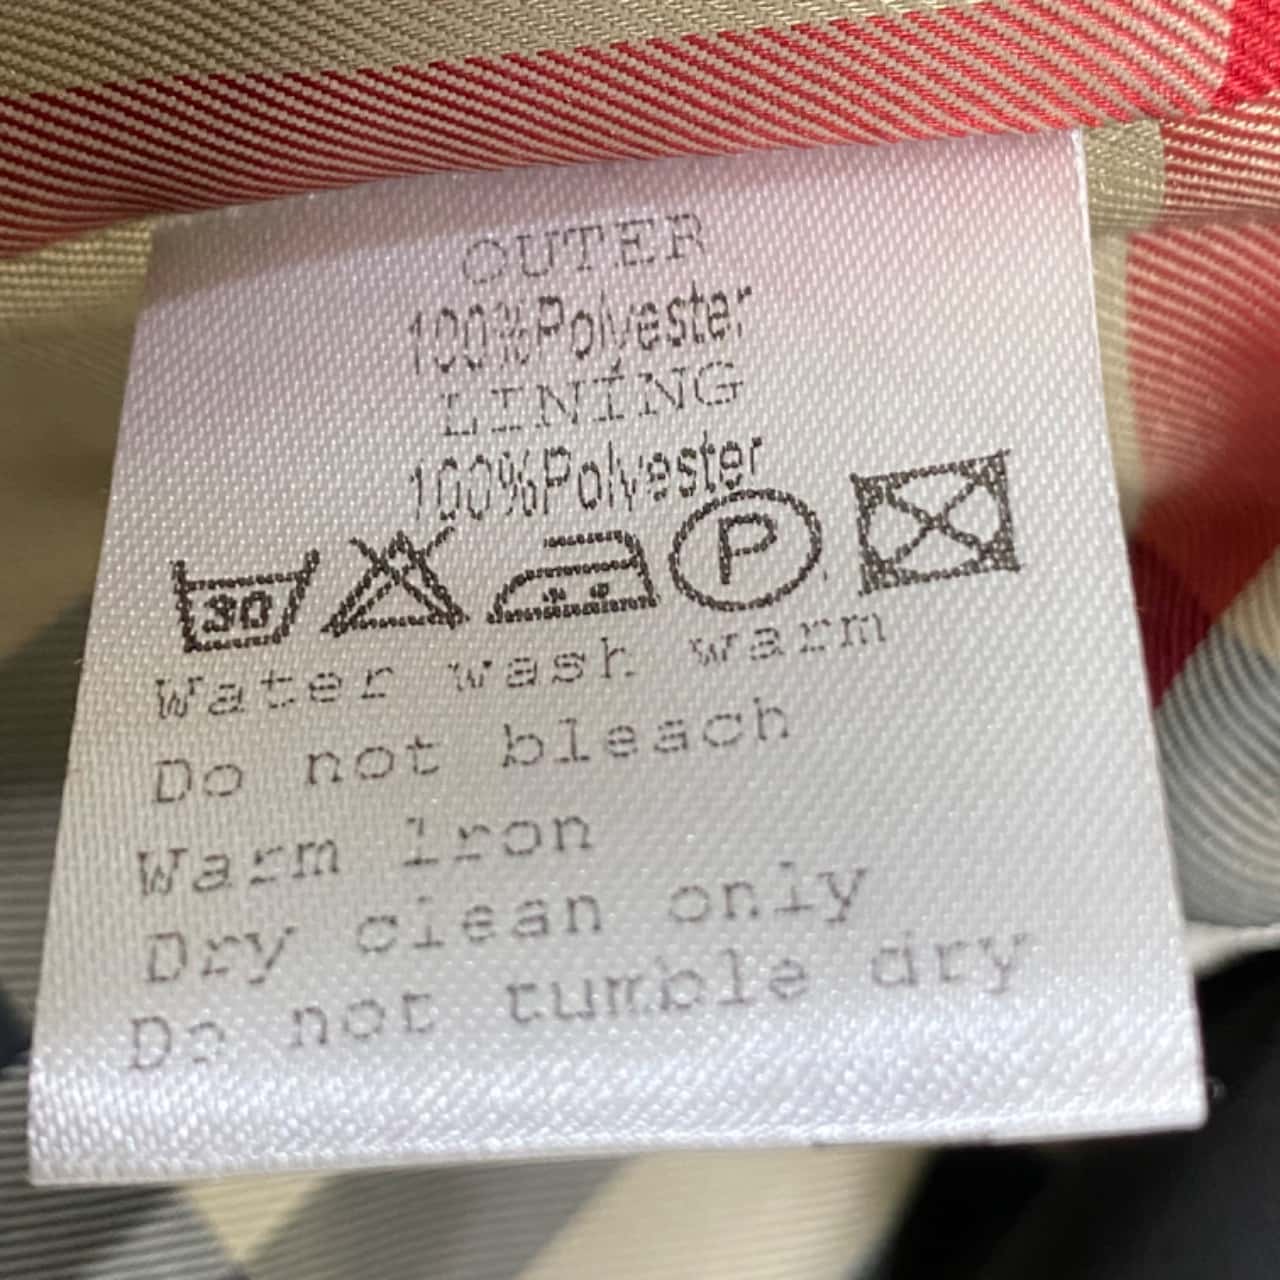 OUTER
100%Polyester
LINING
100%Polyester
30 P
Water wash warm
Do not bleach
Warm iron
Dry clean only
Do not tumble dry